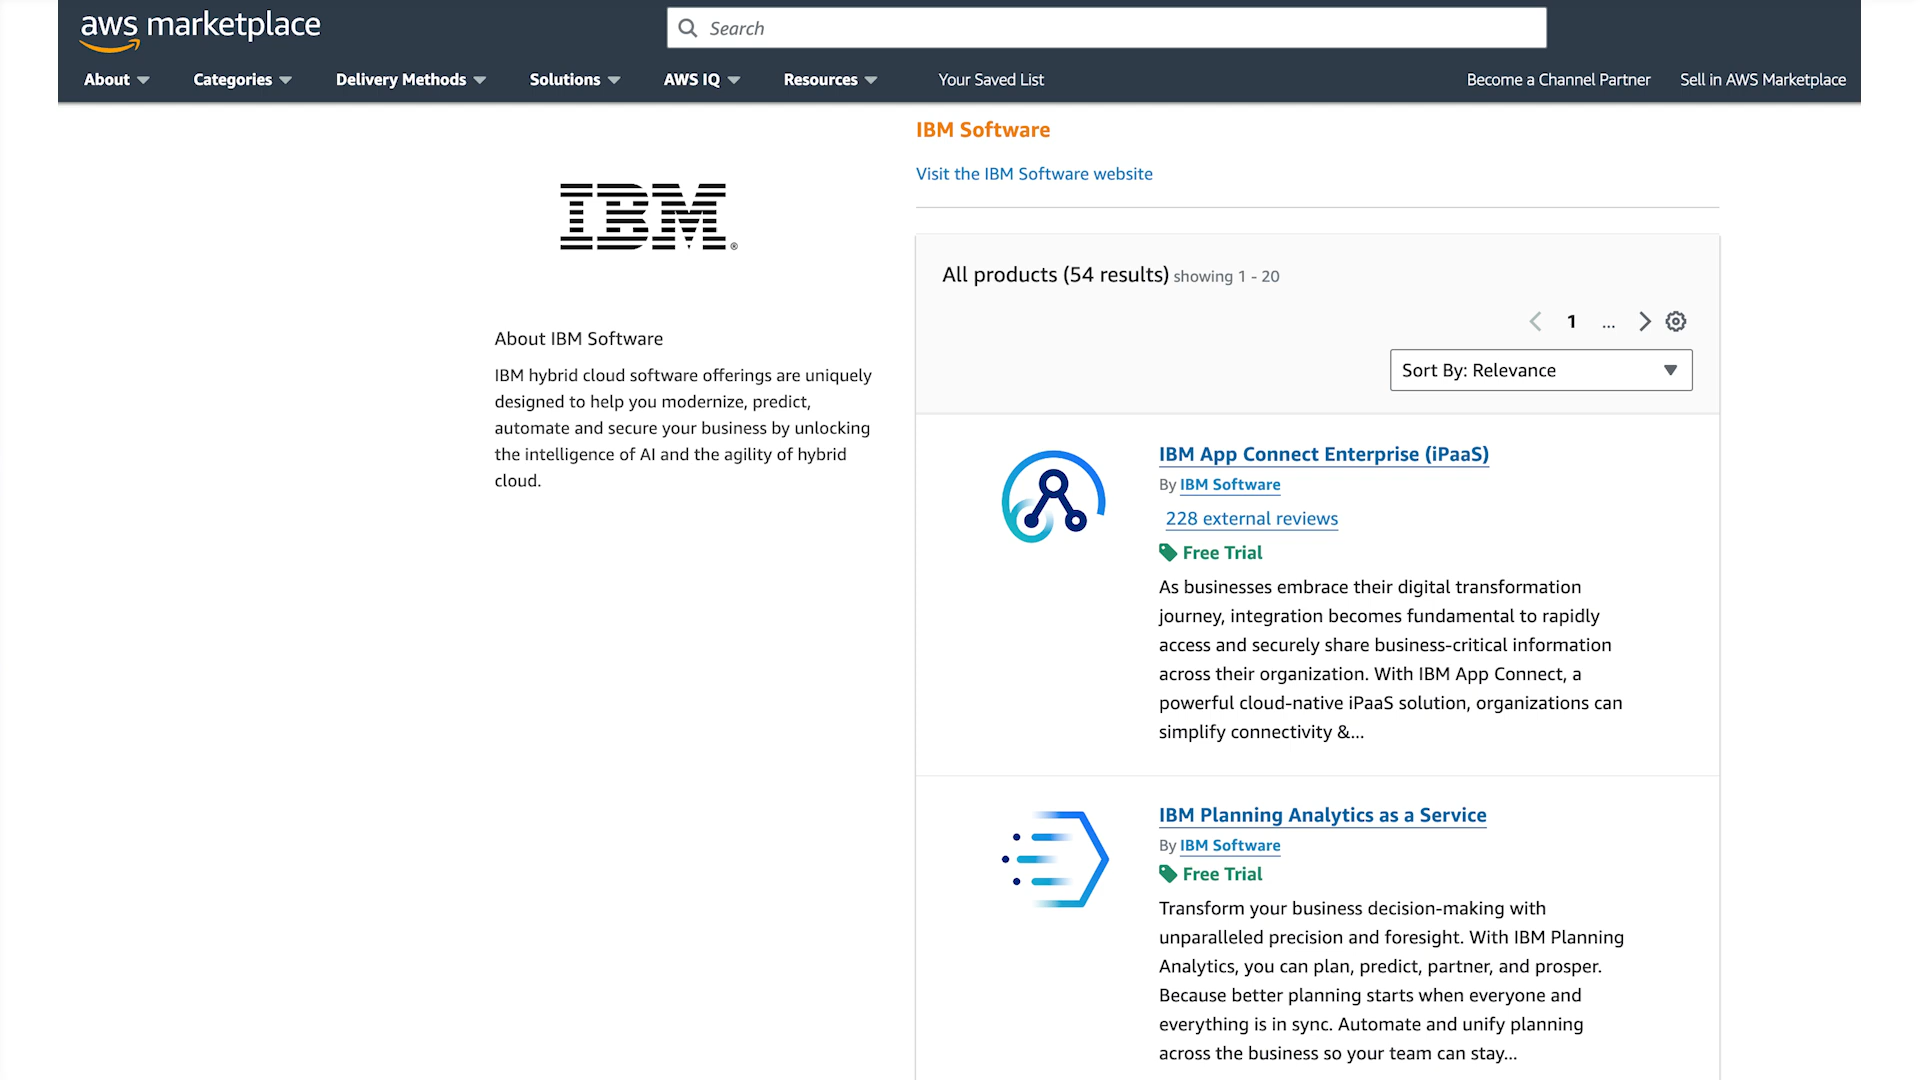 aws marketplace
Search
About
Categories
Delivery Methods
Solutions
AWS IQ
Resources
Your Saved List
Become a Channel Partner
Sell in AWS Marketplace
IBM®
About IBM Software
IBM hybrid cloud software offerings are uniquely
designed to help you modernize, predict,
automate and secure your business by unlocking
the intelligence of AI and the agility of hybrid
cloud.
IBM Software
Visit the IBM Software website
All products (54 results) showing 1 - 20
1 ...
Sort By: Relevance
IBM App Connect Enterprise (iPaaS)
By IBM Software
228 external reviews
Free Trial
As businesses embrace their digital transformation
journey, integration becomes fundamental to rapidly
access and securely share business-critical information
across their organization. With IBM App Connect, a
powerful cloud-native iPaaS solution, organizations can
simplify connectivity &...
IBM Planning Analytics as a Service
By IBM Software
Free Trial
Transform your business decision-making with
unparalleled precision and foresight. With IBM Planning
Analytics, you can plan, predict, partner, and prosper.
Because better planning starts when everyone and
everything is in sync. Automate and unify planning
across the business so your team can stay...